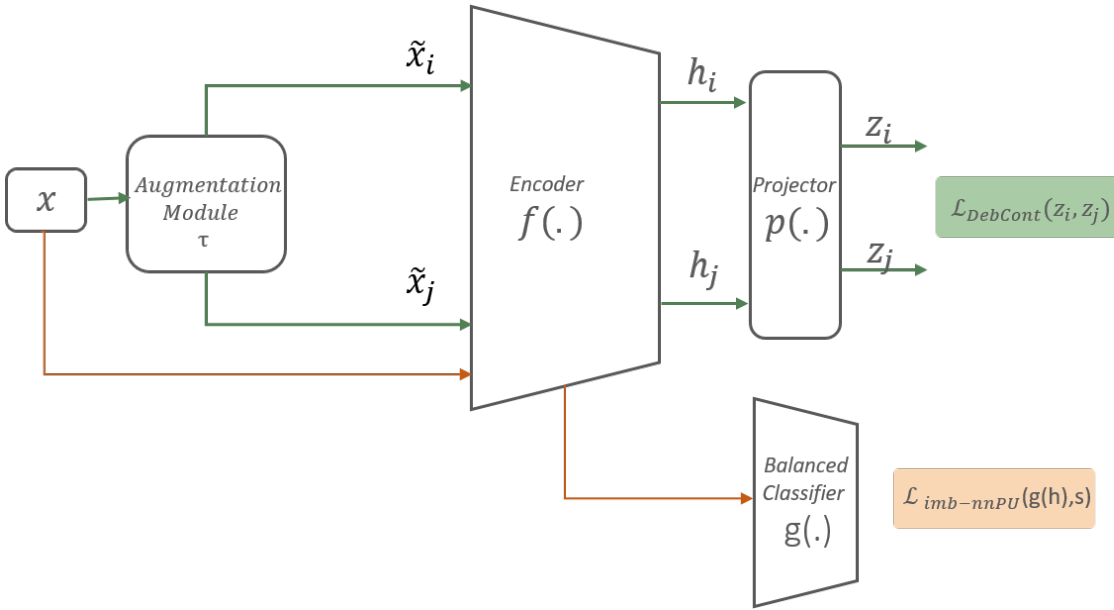 x
Augmentation
Module
τ
x̃ᵢ
x̃ⱼ
Encoder
f(.)
hᵢ
hⱼ
Projector
p(.)
zᵢ
zⱼ
ℒ_DebCont(zᵢ, zⱼ)
Balanced
Classifier
g(.)
ℒ_imb−nnPU(g(h),s)